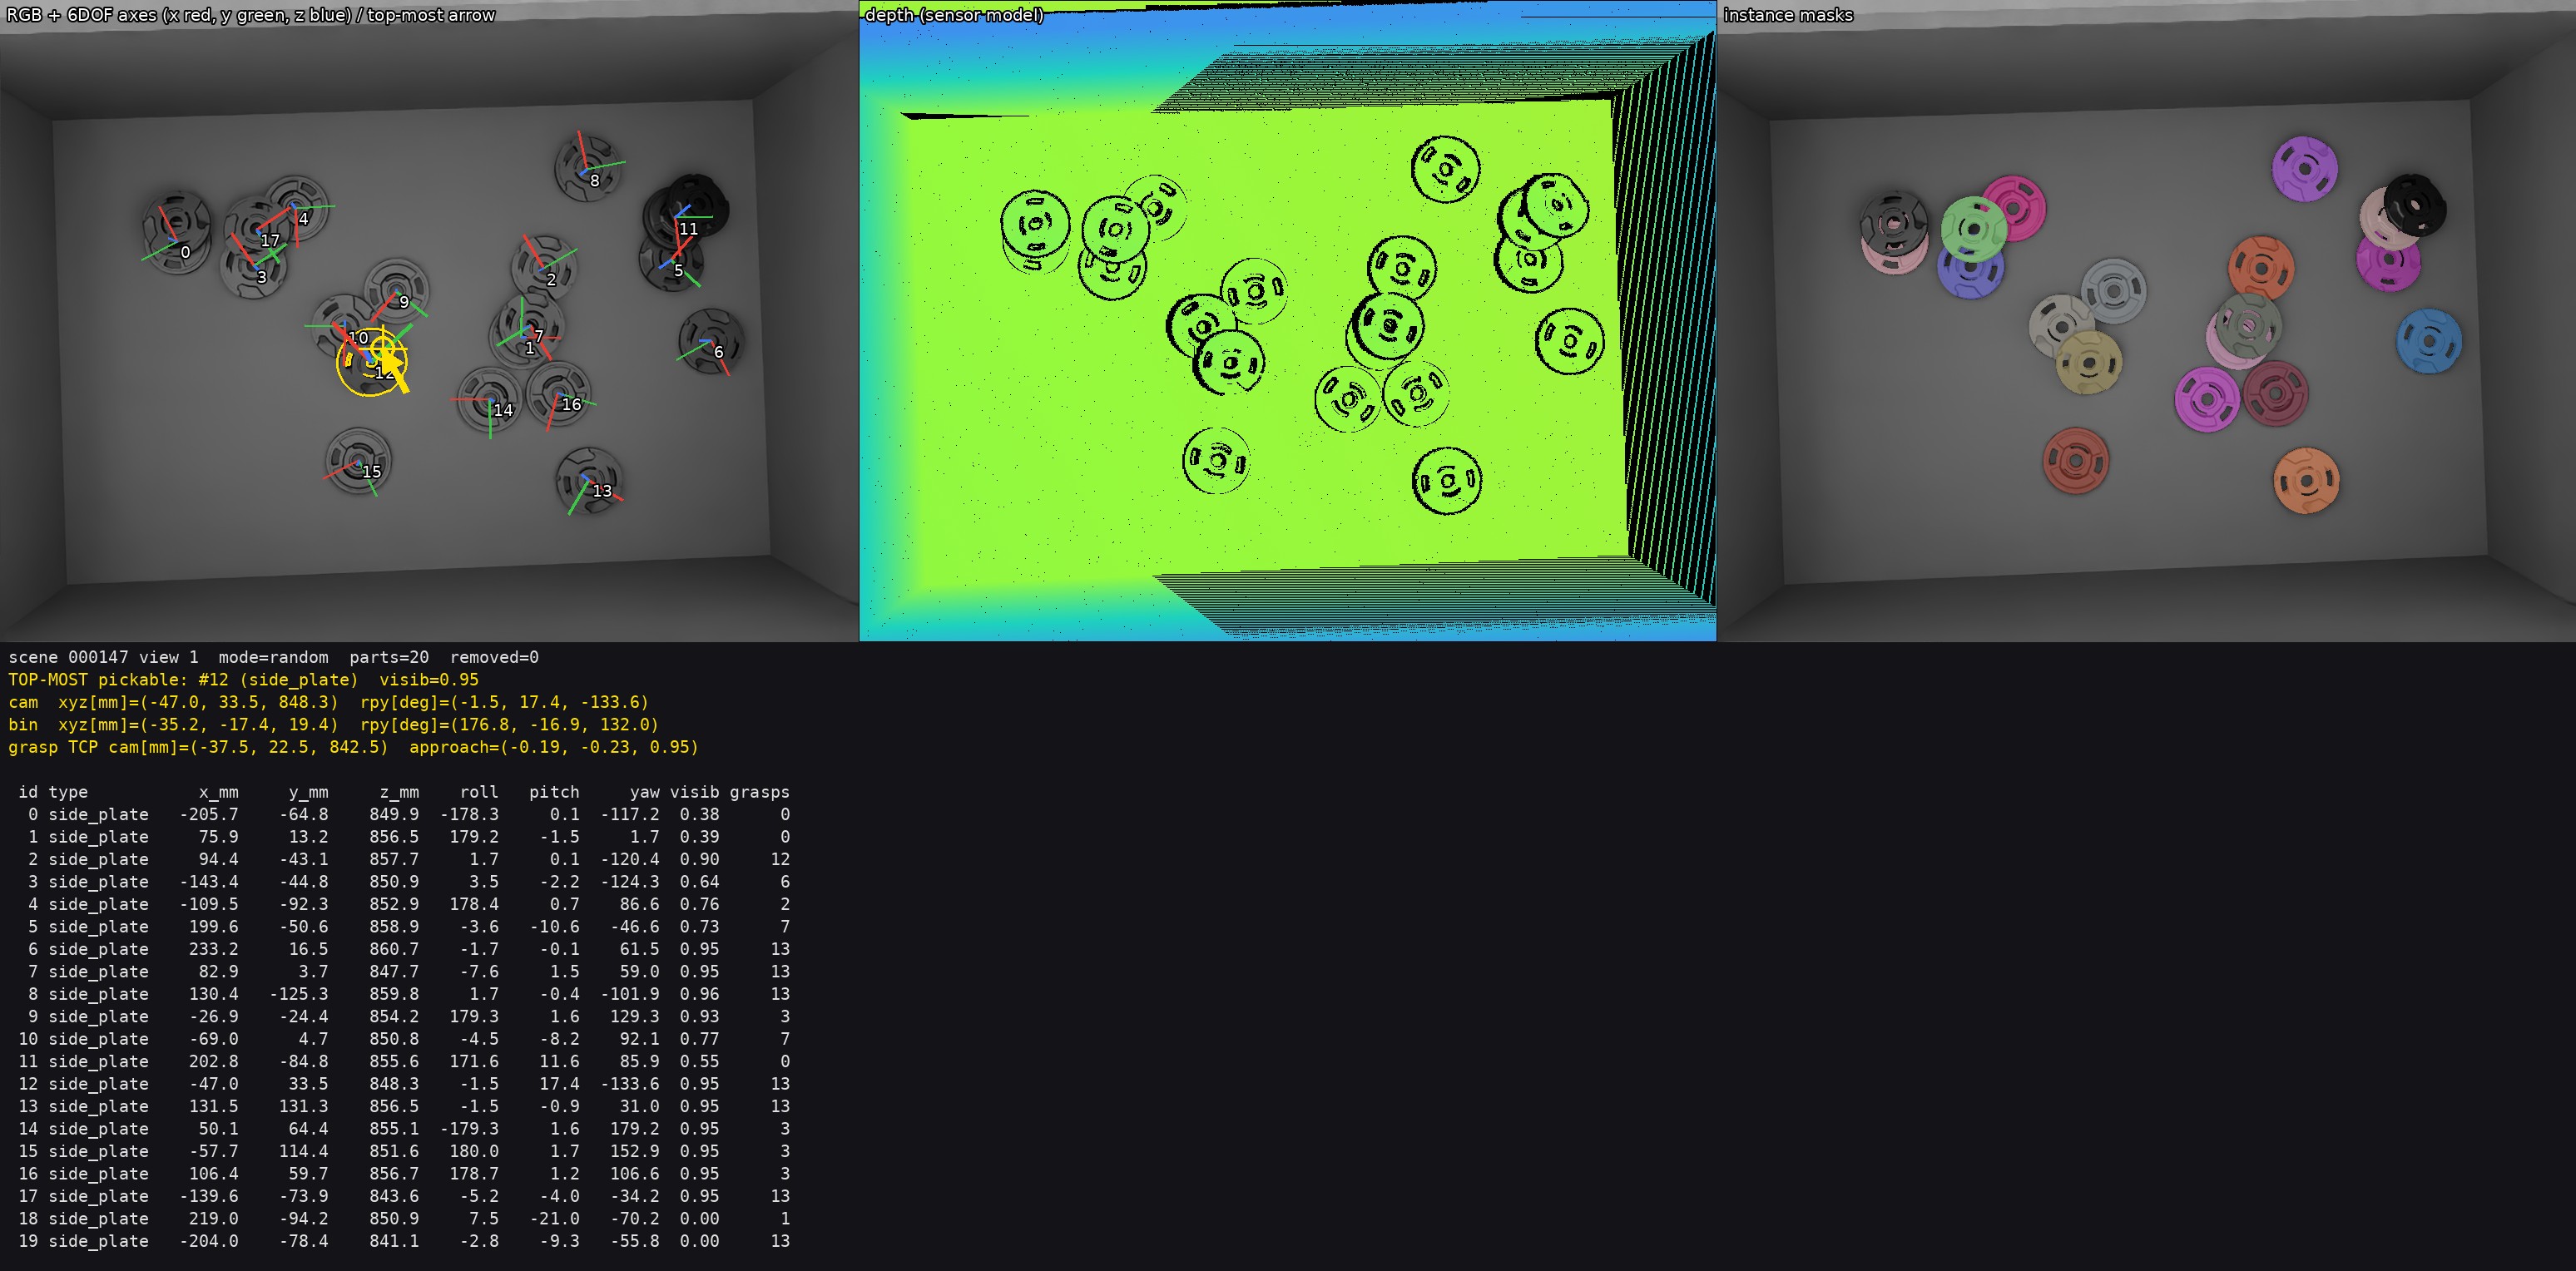 RGB + 6DOF axes (x red, y green, z blue) / top-most arrow
depth (sensor model)
instance masks
8
4
0
17
11
3
5
2
9
10
7
1
6
12
14
16
15
13
scene 000147 view 1  mode=random  parts=20  removed=0
TOP-MOST pickable: #12 (side_plate)  visib=0.95
cam  xyz[mm]=(-47.0, 33.5, 848.3)  rpy[deg]=(-1.5, 17.4, -133.6)
bin  xyz[mm]=(-35.2, -17.4, 19.4)  rpy[deg]=(176.8, -16.9, 132.0)
grasp TCP cam[mm]=(-37.5, 22.5, 842.5)  approach=(-0.19, -0.23, 0.95)
id type x_mm y_mm z_mm roll pitch yaw visib grasps
0 side_plate -205.7 -64.8 849.9 -178.3 0.1 -117.2 0.38 0
1 side_plate 75.9 13.2 856.5 179.2 -1.5 1.7 0.39 0
2 side_plate 94.4 -43.1 857.7 1.7 0.1 -120.4 0.90 12
3 side_plate -143.4 -44.8 850.9 3.5 -2.2 -124.3 0.64 6
4 side_plate -109.5 -92.3 852.9 178.4 0.7 86.6 0.76 2
5 side_plate 199.6 -50.6 858.9 -3.6 -10.6 -46.6 0.73 7
6 side_plate 233.2 16.5 860.7 -1.7 -0.1 61.5 0.95 13
7 side_plate 82.9 3.7 847.7 -7.6 1.5 59.0 0.95 13
8 side_plate 130.4 -125.3 859.8 1.7 -0.4 -101.9 0.96 13
9 side_plate -26.9 -24.4 854.2 179.3 1.6 129.3 0.93 3
10 side_plate -69.0 4.7 850.8 -4.5 -8.2 92.1 0.77 7
11 side_plate 202.8 -84.8 855.6 171.6 11.6 85.9 0.55 0
12 side_plate -47.0 33.5 848.3 -1.5 17.4 -133.6 0.95 13
13 side_plate 131.5 131.3 856.5 -1.5 -0.9 31.0 0.95 13
14 side_plate 50.1 64.4 855.1 -179.3 1.6 179.2 0.95 3
15 side_plate -57.7 114.4 851.6 180.0 1.7 152.9 0.95 3
16 side_plate 106.4 59.7 856.7 178.7 1.2 106.6 0.95 3
17 side_plate -139.6 -73.9 843.6 -5.2 -4.0 -34.2 0.95 13
18 side_plate 219.0 -94.2 850.9 7.5 -21.0 -70.2 0.00 1
19 side_plate -204.0 -78.4 841.1 -2.8 -9.3 -55.8 0.00 13